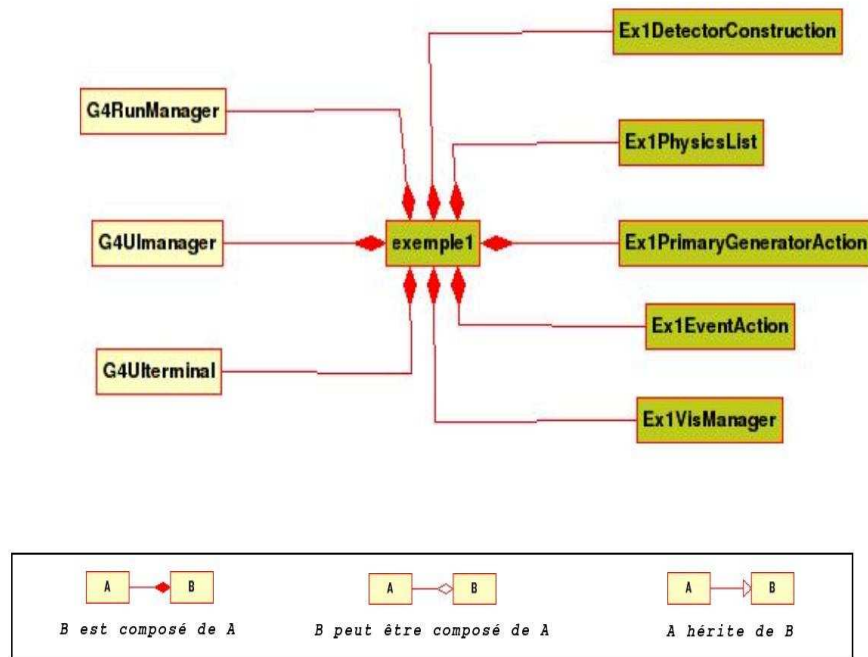 Ex1DetectorConstruction
G4RunManager
Ex1PhysicsList
G4UImanager
exemple1
Ex1PrimaryGeneratorAction
Ex1EventAction
G4UIterminal
Ex1VisManager
A B A B A B
B est composé de A B peut être composé de A A hérite de B